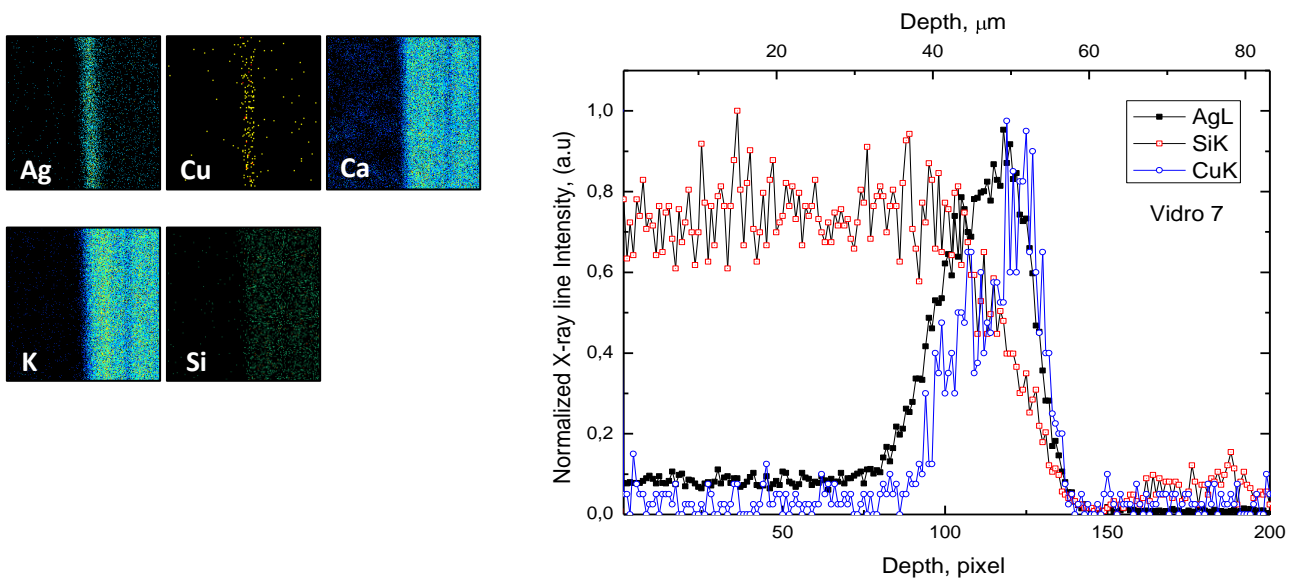 Ag
Cu
Ca
K
Si
Depth, μm
20
40
60
80
Normalized X-ray line Intensity, (a.u)
1,0
0,8
0,6
0,4
0,2
0,0
AgL
SiK
CuK
Vidro 7
50
100
150
200
Depth, pixel